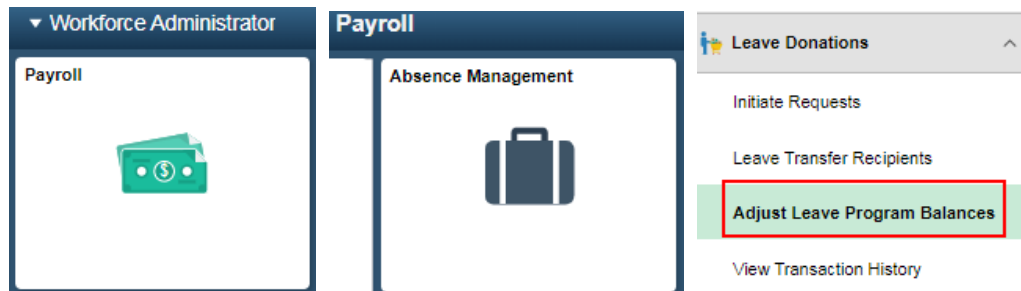 ▾ Workforce Administrator
Payroll
$
Payroll
Absence Management
Leave Donations
Initiate Requests
Leave Transfer Recipients
Adjust Leave Program Balances
View Transaction History